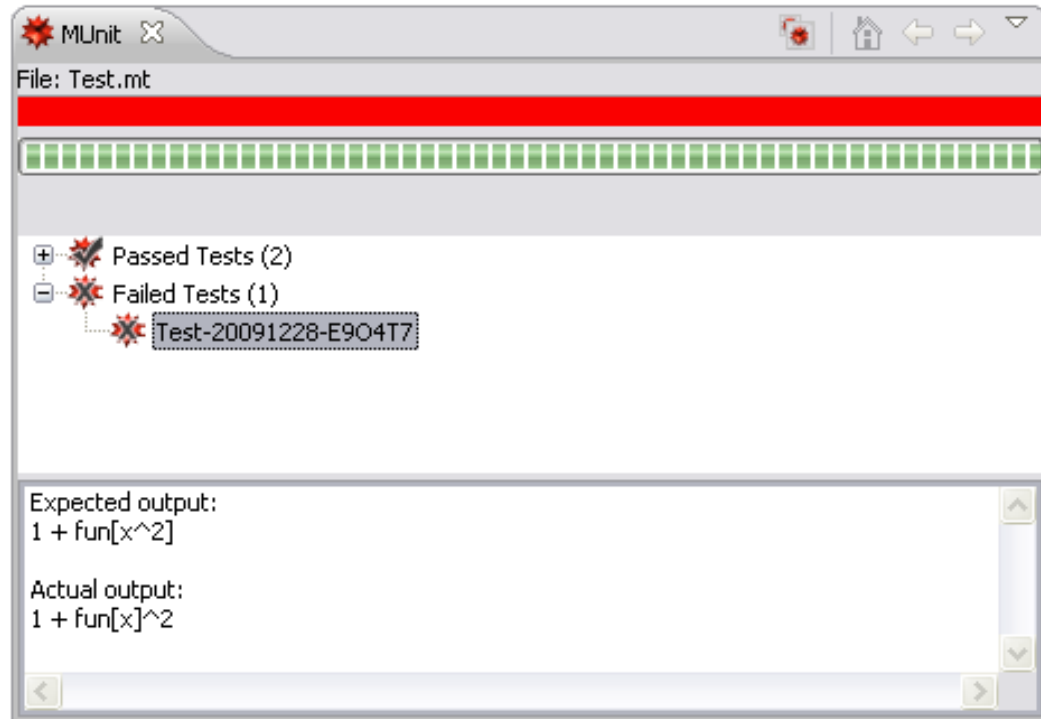 MUnit
File: Test.mt
Passed Tests (2)
Failed Tests (1)
Test-20091228-E9O4T7
Expected output:
1 + fun[x^2]
Actual output:
1 + fun[x]^2